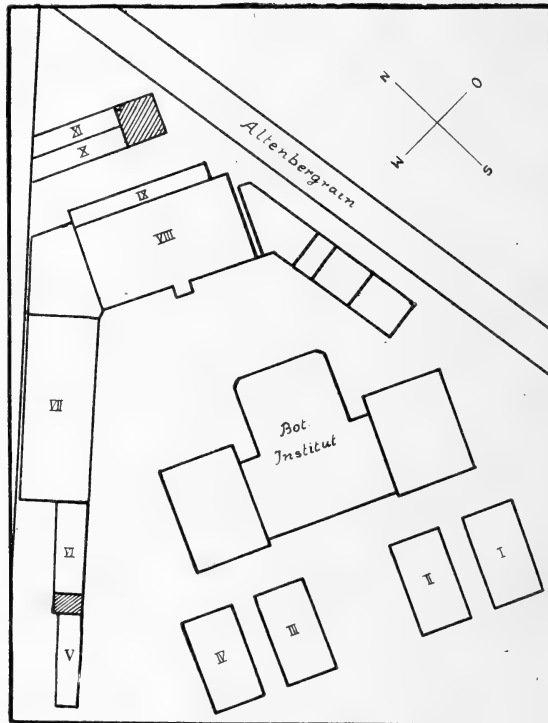 N
O
W
S
Altenbergrain
XI
X
IX
VIII
VII
Bot.
Institut
VI
V
IV
III
II
I